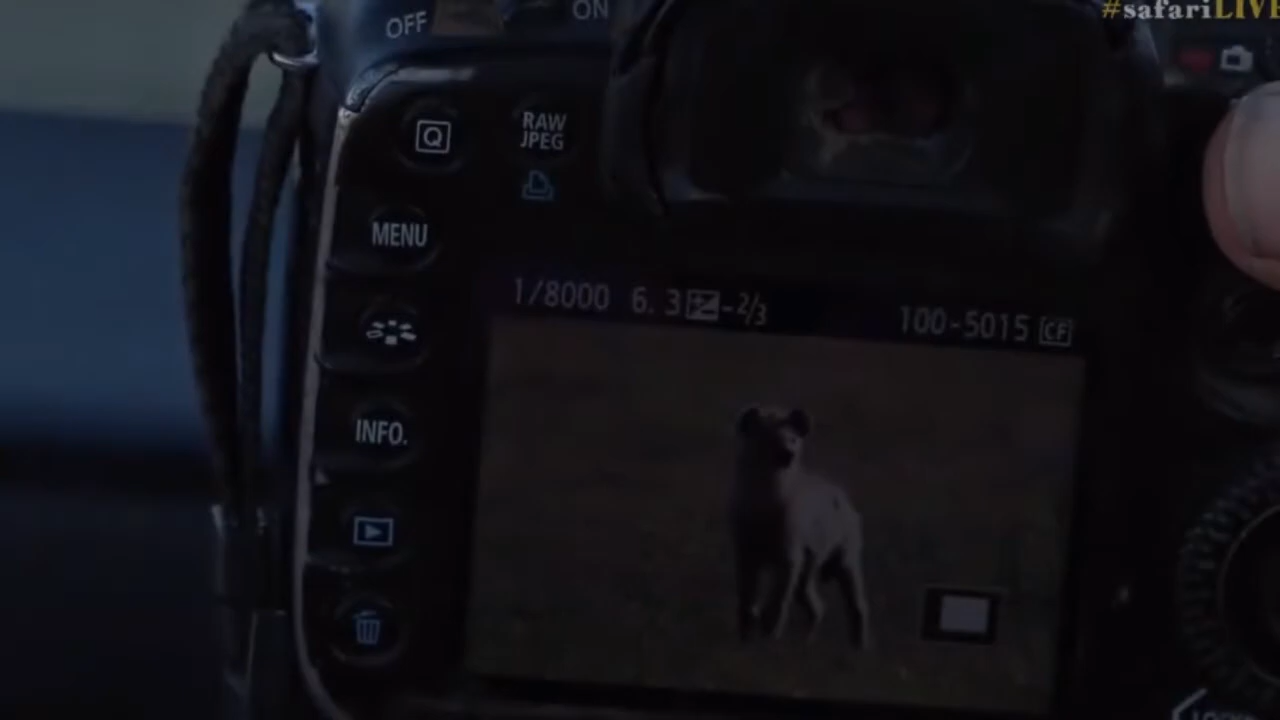 #safariLIVE
OFF
ON
Q
RAW
JPEG
MENU
1/8000 6.3 -2/3 100-5015 CF
INFO.